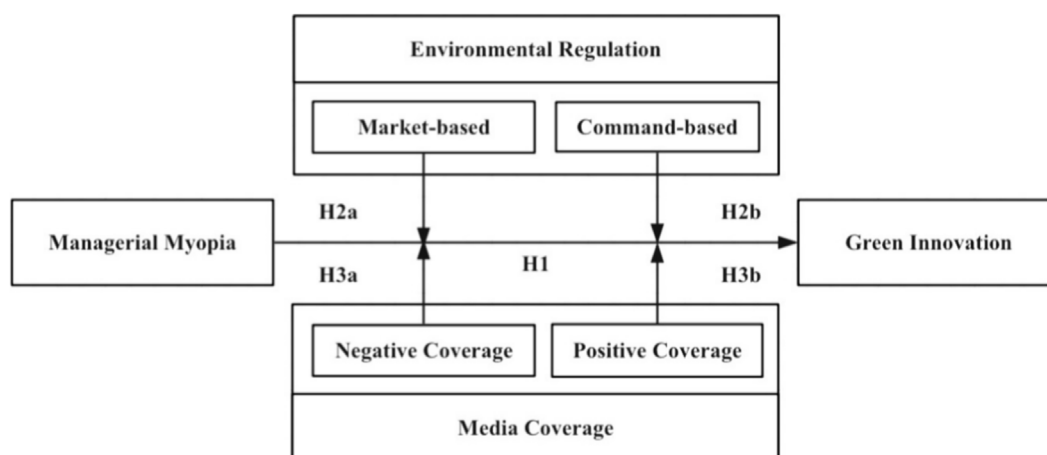 Environmental Regulation
Market-based
Command-based
H2a
H2b
Managerial Myopia
Green Innovation
H1
H3a
H3b
Negative Coverage
Positive Coverage
Media Coverage